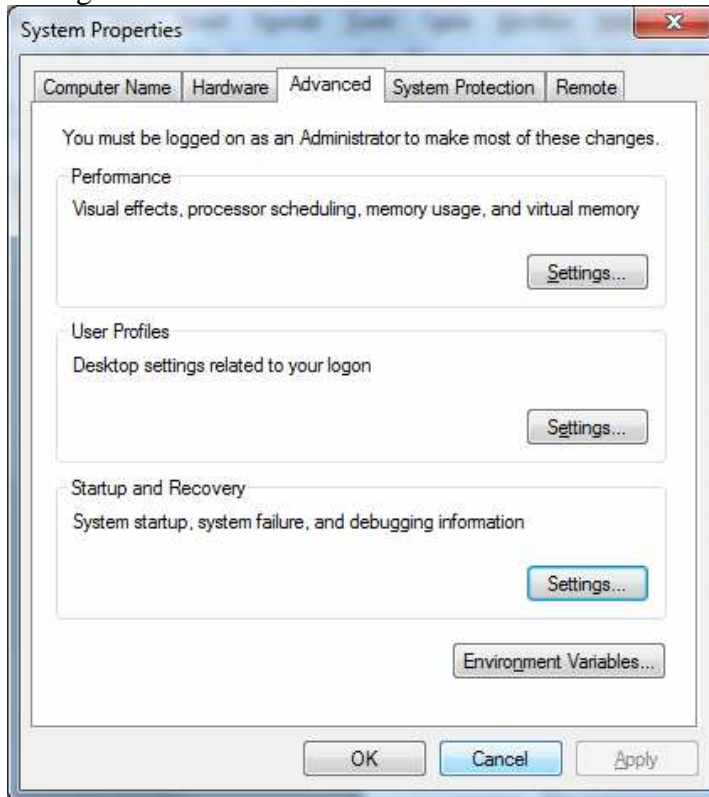 System Properties
Computer Name Hardware Advanced System Protection Remote
You must be logged on as an Administrator to make most of these changes.
Performance
Visual effects, processor scheduling, memory usage, and virtual memory
Settings...
User Profiles
Desktop settings related to your logon
Settings...
Startup and Recovery
System startup, system failure, and debugging information
Settings...
Environment Variables...
OK Cancel Apply